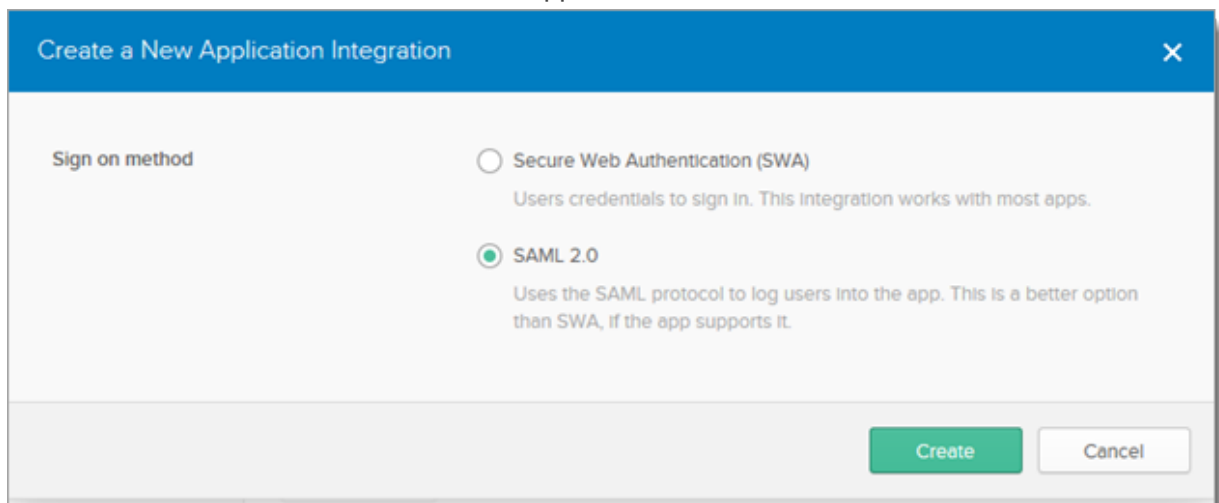 Create a New Application Integration
Sign on method
Secure Web Authentication (SWA)
Users credentials to sign in. This integration works with most apps.
SAML 2.0
Uses the SAML protocol to log users into the app. This is a better option
than SWA, if the app supports it.
Create
Cancel